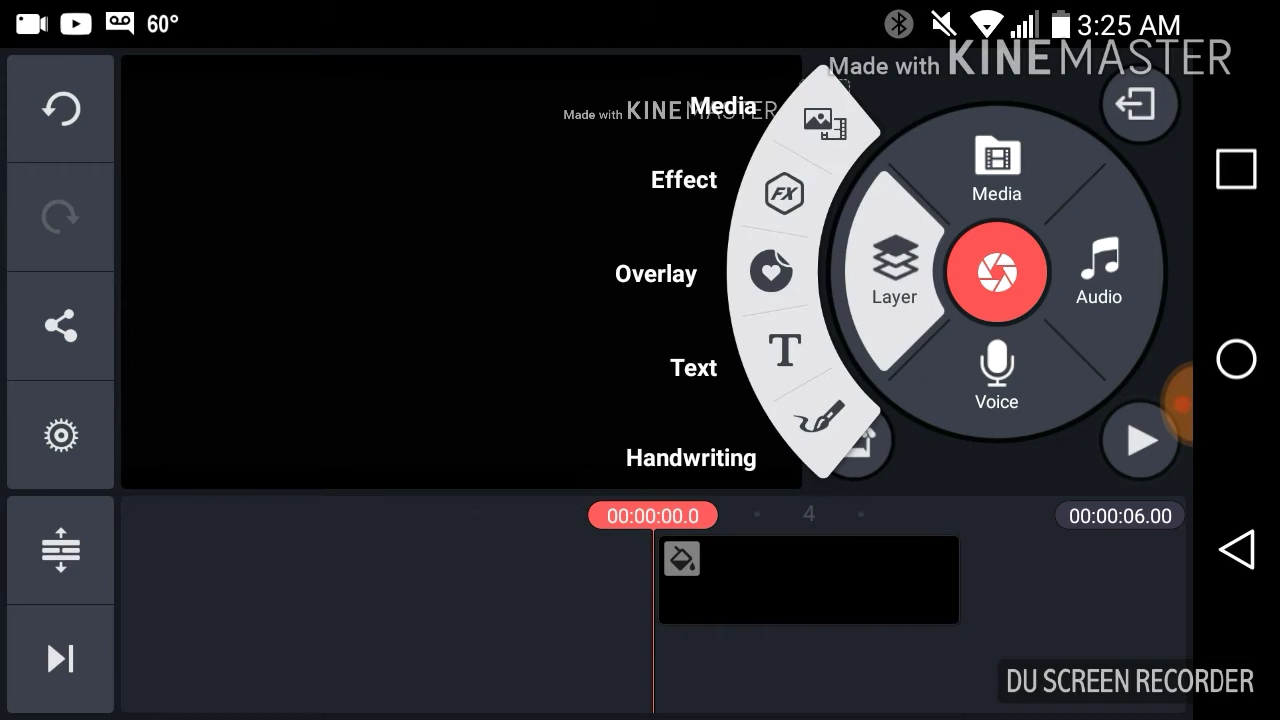 60°
3:25 AM
Made with KINEMASTER
Made with KINEMASTER
Media
Effect
FX
Overlay
Text
T
Handwriting
Media
Layer
Audio
Voice
00:00:00.0
4
00:00:06.00
DU SCREEN RECORDER